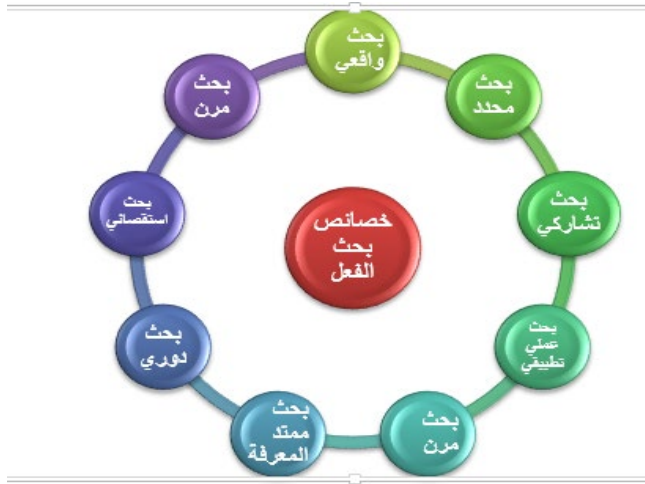 خصائص
بحث
الفعل
بحث
واقعي
بحث
محدد
بحث
تشاركي
بحث
عملي
تطبيقي
بحث
مرن
بحث
ممتد
المعرفة
بحث
دوري
بحث
استقصائي
بحث
مرن